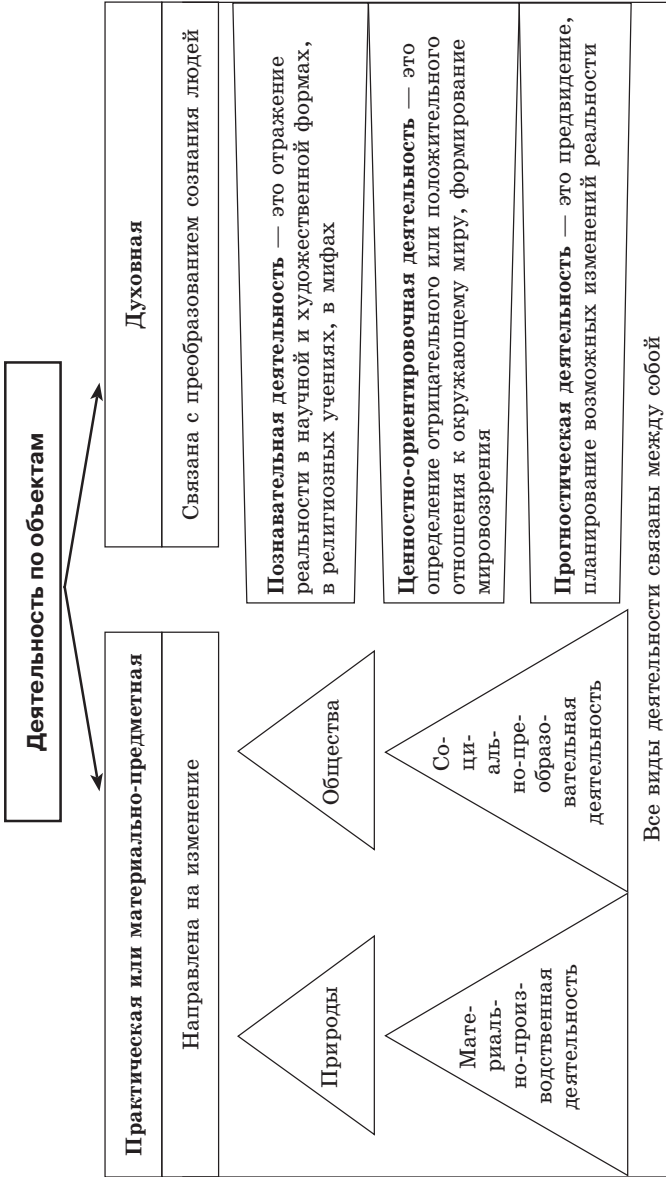 Деятельность по объектам
Практическая или материально-предметная
Направлена на изменение
Природы
Общества
Мате-
риаль-
но-произ-
водственная
деятельность
Со-
ци-
аль-
но-пре-
образо-
вательная
деятельность
Духовная
Связана с преобразованием сознания людей
Познавательная деятельность — это отражение
реальности в научной и художественной формах,
в религиозных учениях, в мифах
Ценностно-ориентировочная деятельность — это
определение отрицательного или положительного
отношения к окружающему миру, формирование
мировоззрения
Прогностическая деятельность — это предвидение,
планирование возможных изменений реальности
Все виды деятельности связаны между собой